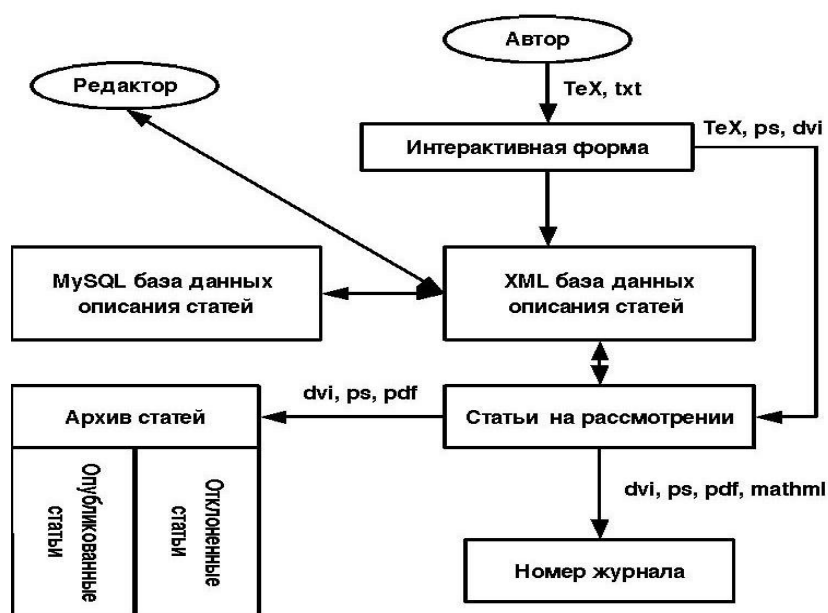 Автор
Редактор
TeX, txt
TeX, ps, dvi
Интерактивная форма
MySQL база данных
описания статей
XML база данных
описания статей
dvi, ps, pdf
Архив статей
Статьи на рассмотрении
Опубликованные
статьи
Отклоненные
статьи
dvi, ps, pdf, mathml
Номер журнала